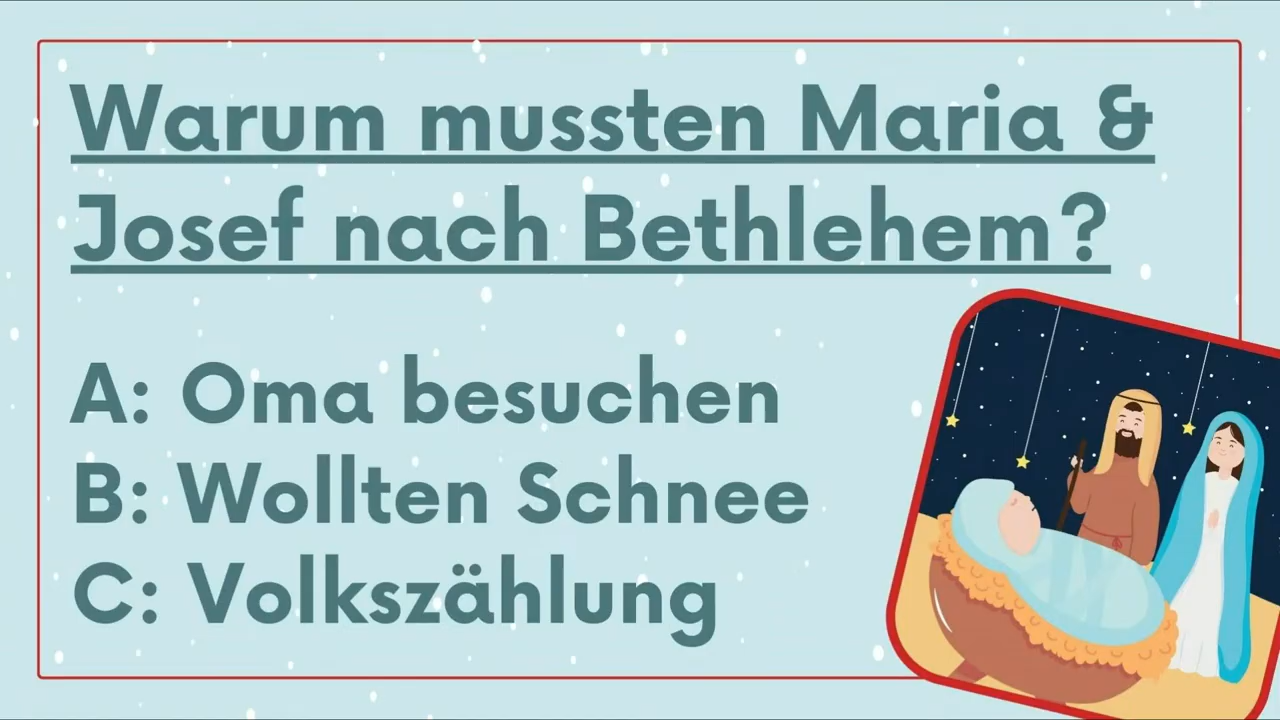 Warum mussten Maria &
Josef nach Bethlehem?
A: Oma besuchen
B: Wollten Schnee
C: Volkszählung